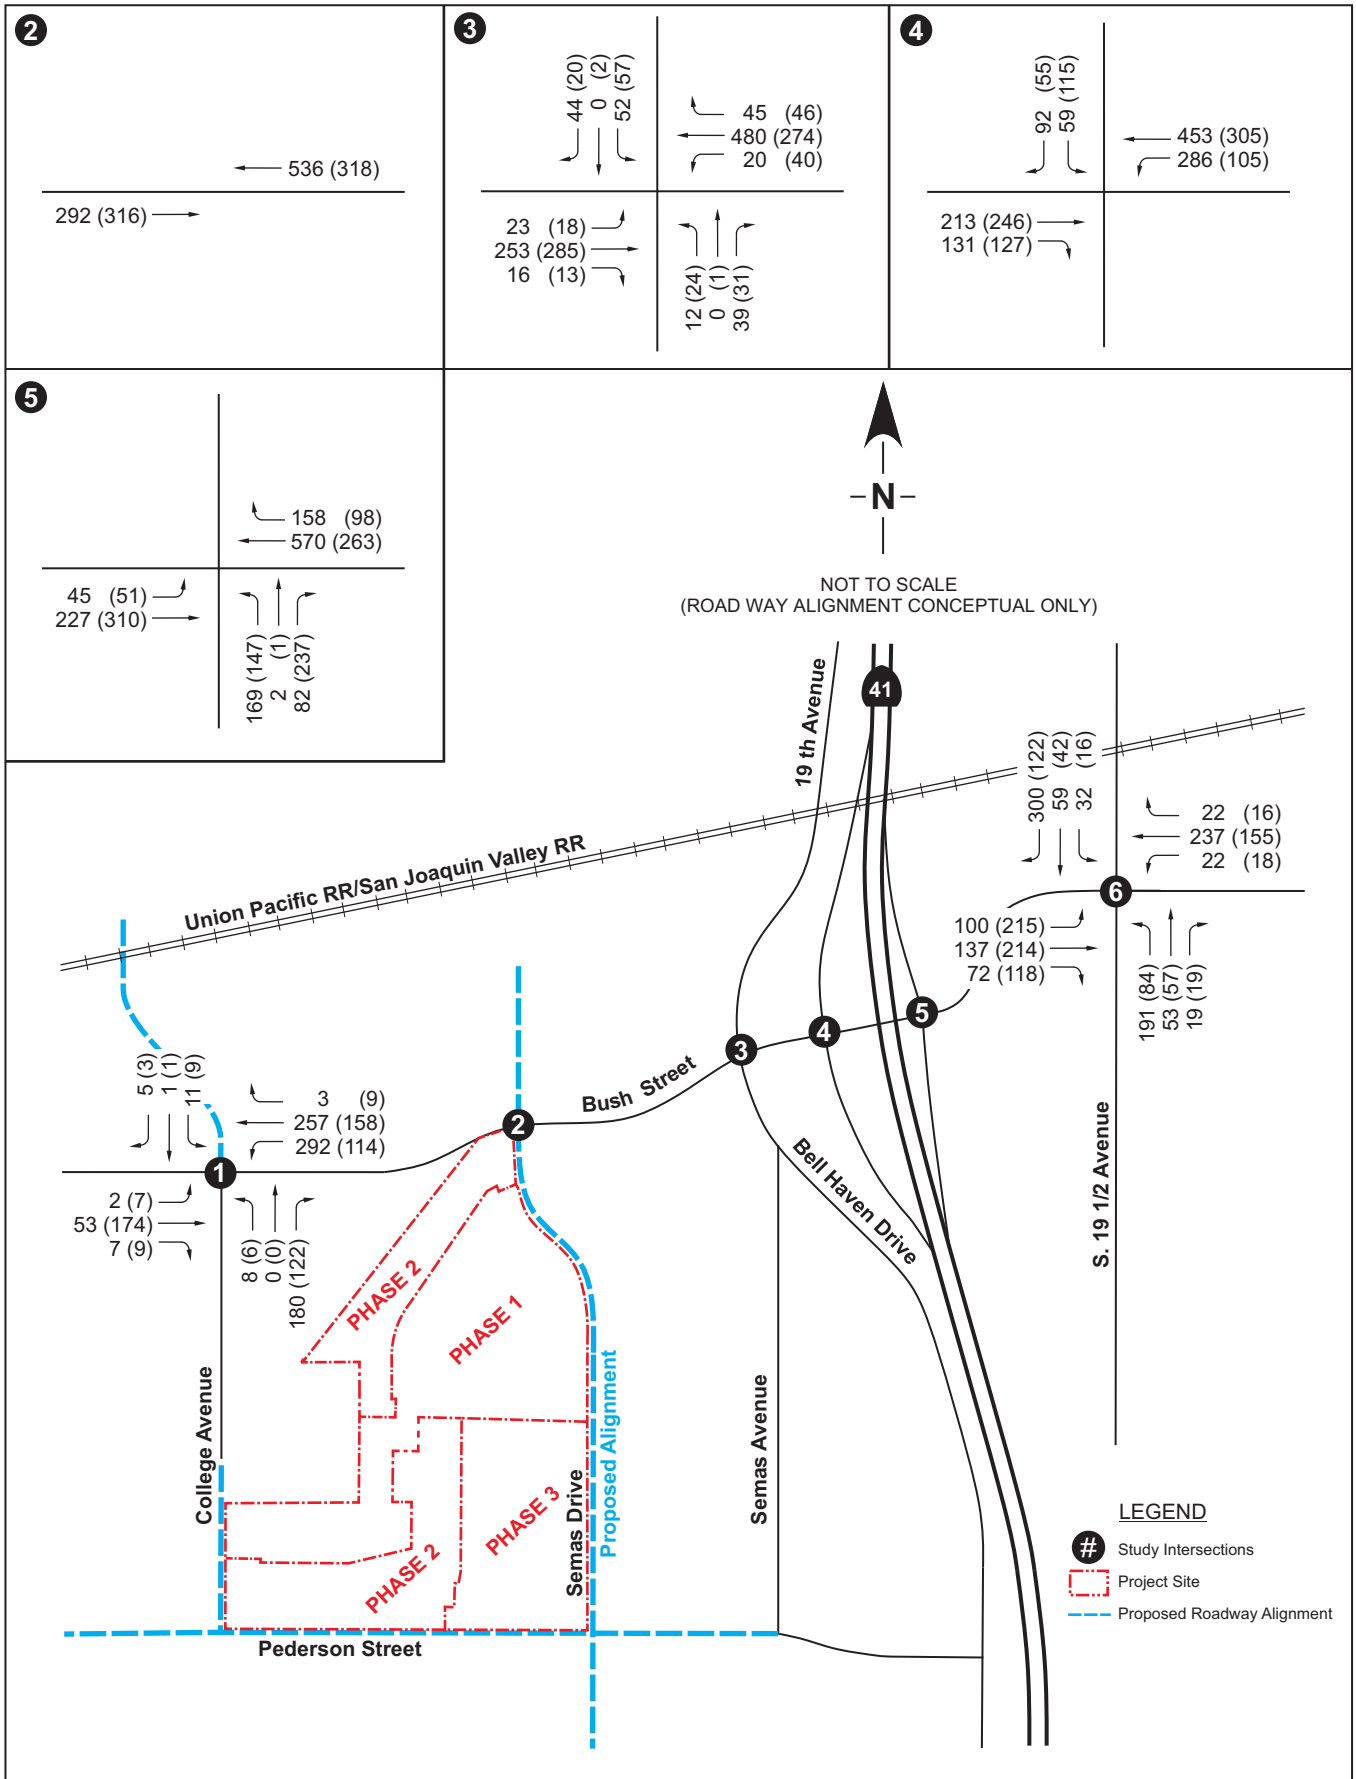 2
536 (318)
292 (316)
3
44 (20)
0 (2)
52 (57)
45 (46)
480 (274)
20 (40)
23 (18)
253 (285)
16 (13)
12 (24)
0 (1)
39 (31)
4
92 (55)
59 (115)
453 (305)
286 (105)
213 (246)
131 (127)
5
158 (98)
570 (263)
45 (51)
227 (310)
169 (147)
2 (1)
82 (237)
N
NOT TO SCALE
(ROAD WAY ALIGNMENT CONCEPTUAL ONLY)
19 th Avenue
41
Union Pacific RR/San Joaquin Valley RR
300 (122)
59 (42)
32 (16)
22 (16)
237 (155)
22 (18)
6
100 (215)
137 (214)
72 (118)
191 (84)
53 (57)
19 (19)
5
4
3
Bush Street
2
5 (3)
1 (1)
11 (9)
3 (9)
257 (158)
292 (114)
1
2 (7)
53 (174)
7 (9)
8 (6)
0 (0)
180 (122)
Bell Haven Drive
S. 19 1/2 Avenue
PHASE 2
PHASE 1
College Avenue
Proposed Alignment
Semas Drive
Semas Avenue
PHASE 3
PHASE 2
Pederson Street
LEGEND
# Study Intersections
Project Site
Proposed Roadway Alignment